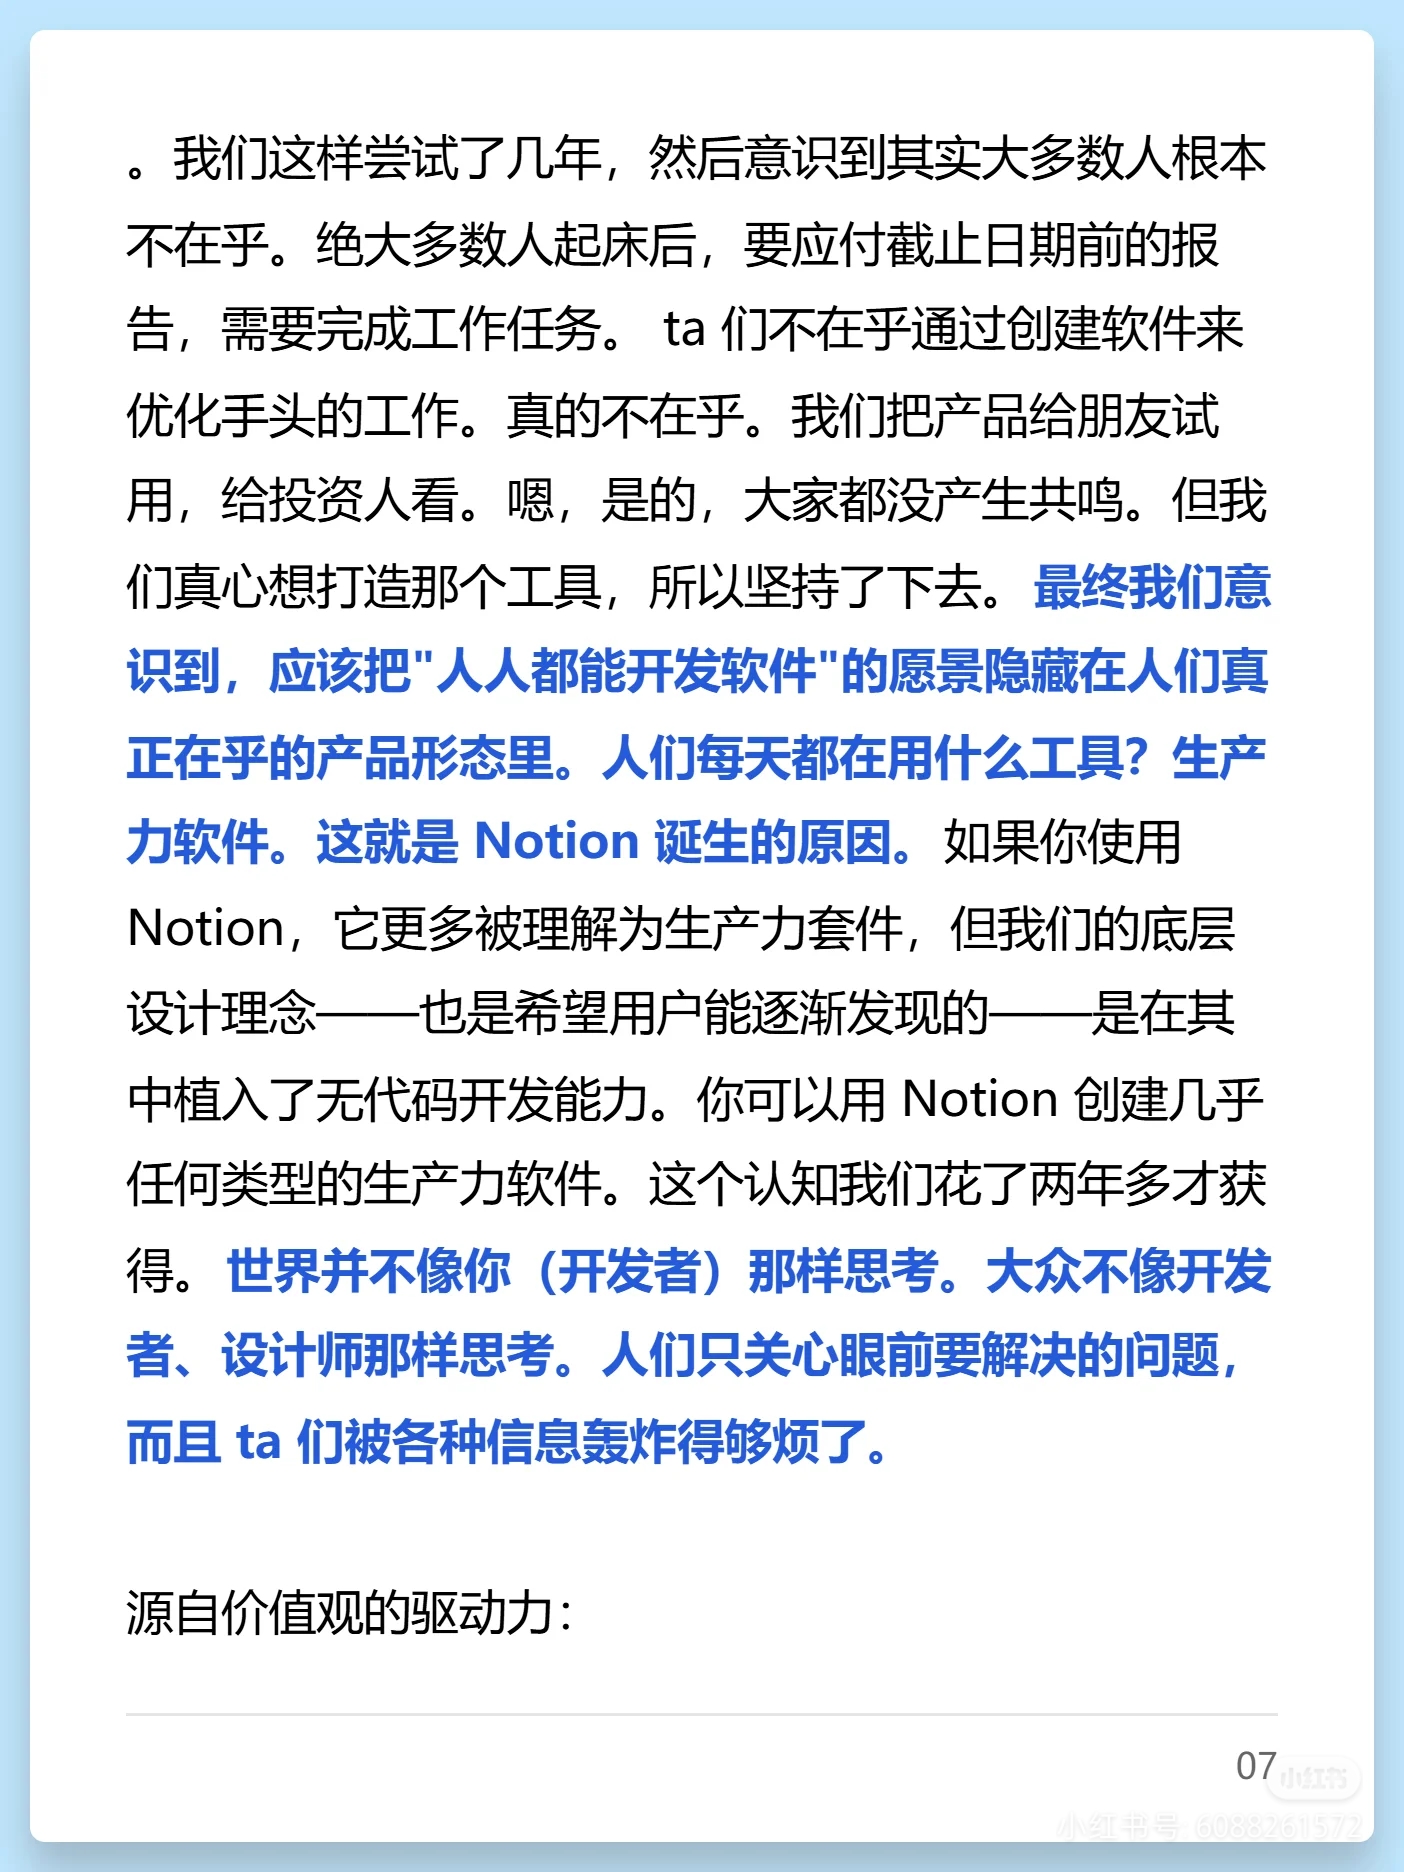 。我们这样尝试了几年，然后意识到其实大多数人根本
不在乎。绝大多数人起床后，要应付截止日期前的报
告，需要完成工作任务。 ta 们不在乎通过创建软件来
优化手头的工作。真的不在乎。我们把产品给朋友试
用，给投资人看。嗯，是的，大家都没产生共鸣。但我
们真心想打造那个工具，所以坚持了下去。最终我们意
识到，应该把"人人都能开发软件"的愿景隐藏在人们真
正在乎的产品形态里。人们每天都在用什么工具？生产
力软件。这就是 Notion 诞生的原因。如果你使用
Notion，它更多被理解为生产力套件，但我们的底层
设计理念——也是希望用户能逐渐发现的——是在其
中植入了无代码开发能力。你可以用 Notion 创建几乎
任何类型的生产力软件。这个认知我们花了两年多才获
得。世界并不像你（开发者）那样思考。大众不像开发
者、设计师那样思考。人们只关心眼前要解决的问题，
而且 ta 们被各种信息轰炸得够烦了。
源自价值观的驱动力：
07
小红书
小红书号 6088261572